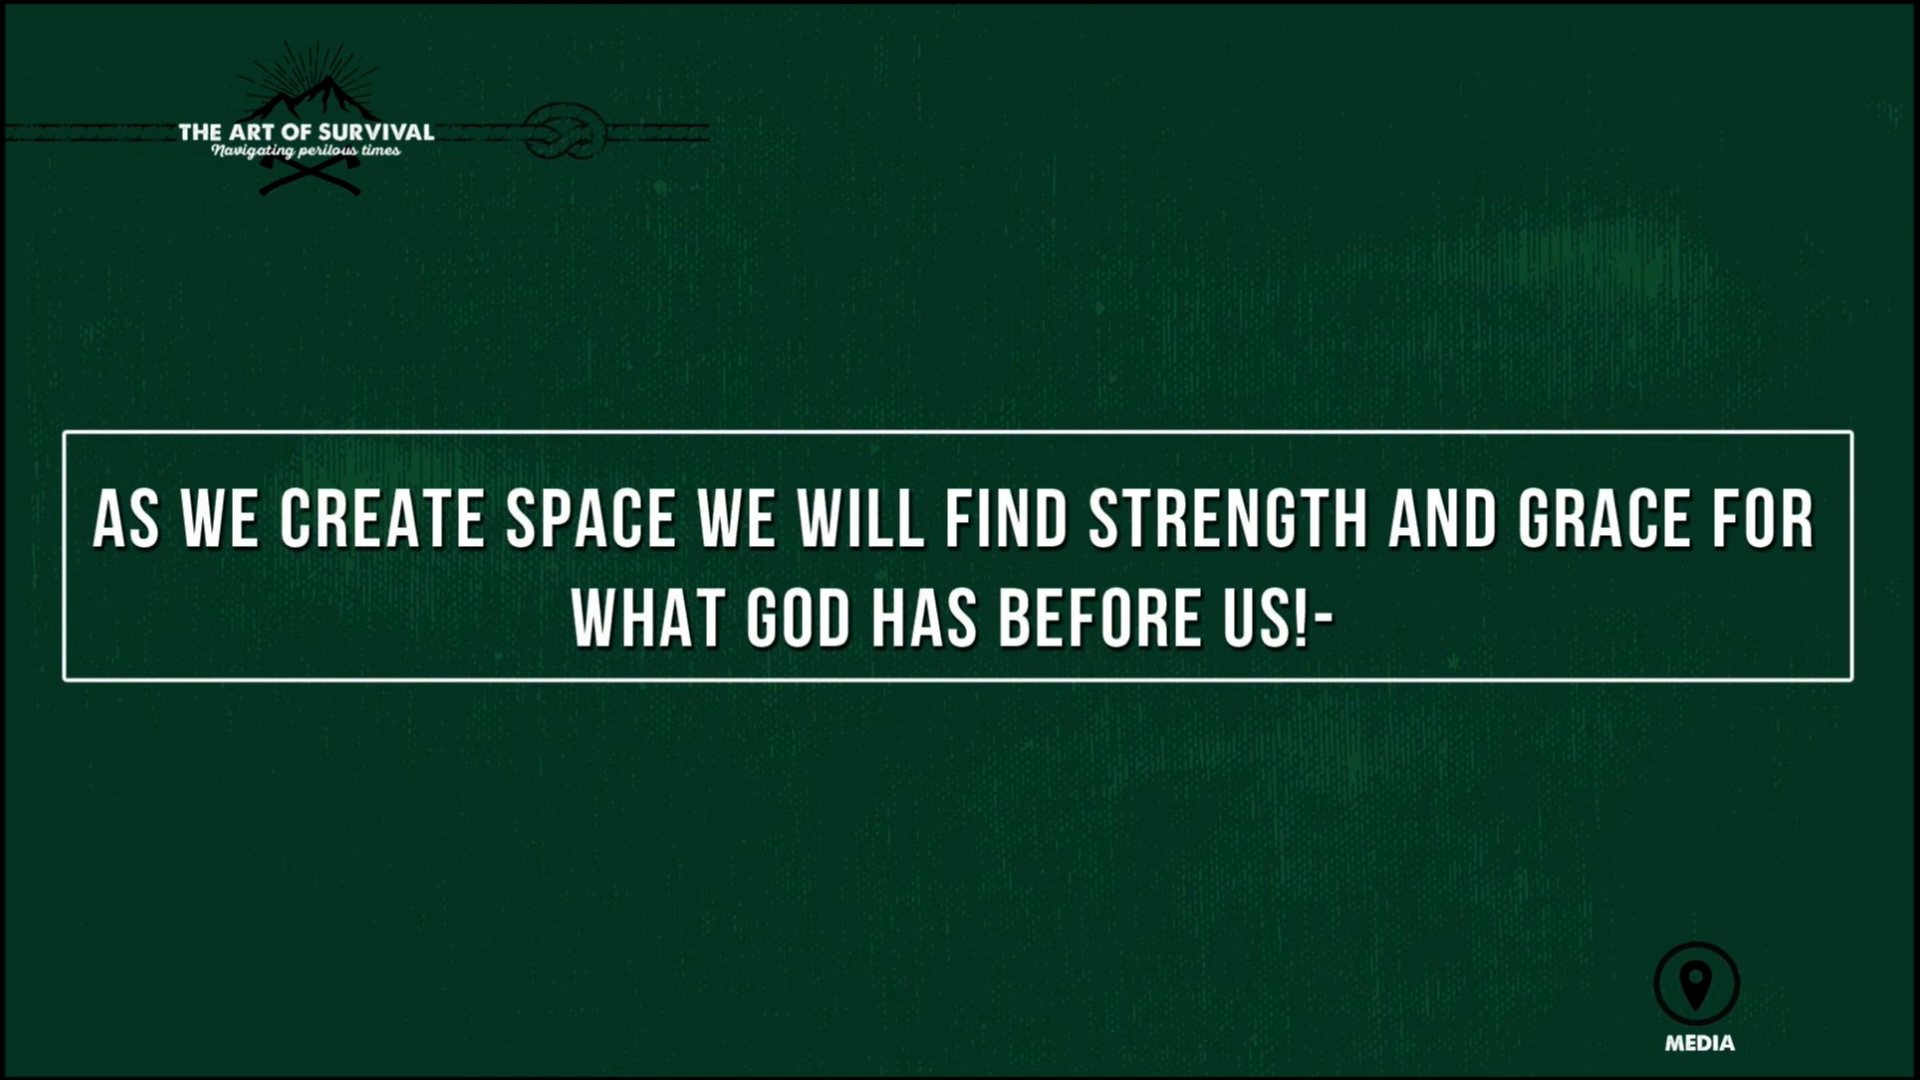 THE ART OF SURVIVAL
Navigating perilous times
AS WE CREATE SPACE WE WILL FIND STRENGTH AND GRACE FOR
WHAT GOD HAS BEFORE US!-
MEDIA